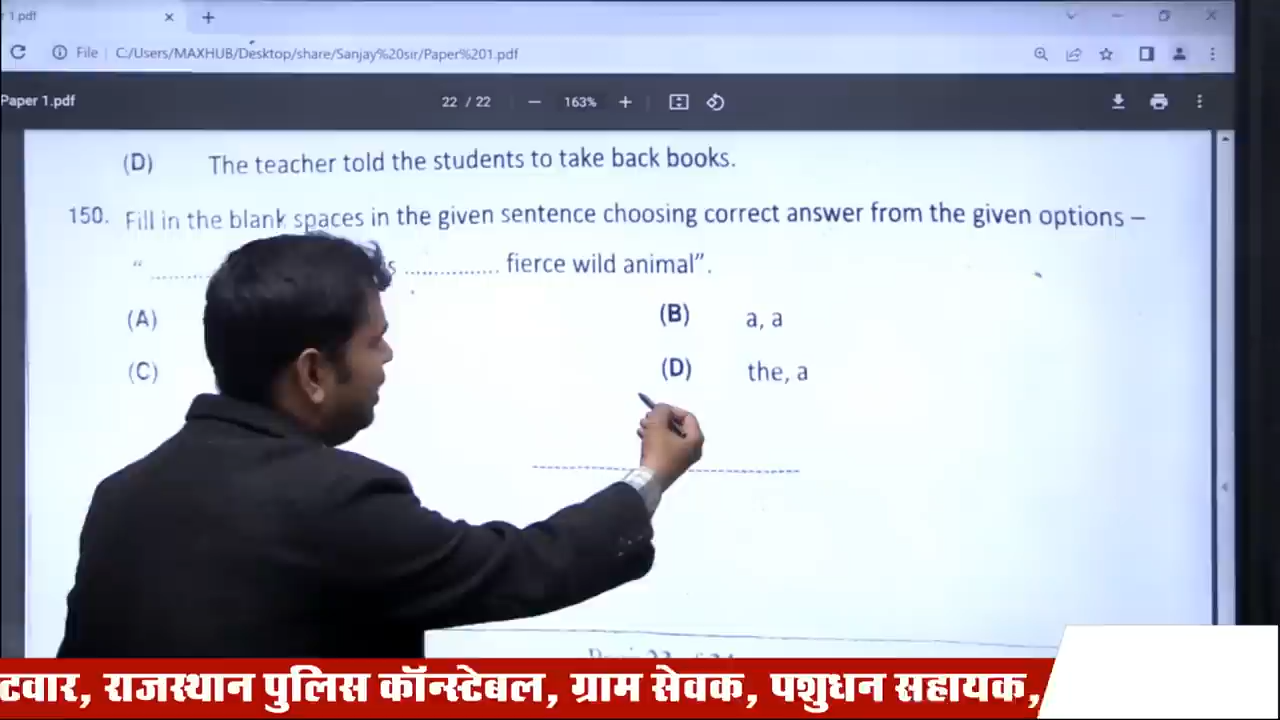 1.pdf
File C:/Users/MAXHUB/Desktop/share/Sanjay%20sir/Paper%201.pdf
Paper 1.pdf 22 / 22 163%
(D) The teacher told the students to take back books.
150. Fill in the blank spaces in the given sentence choosing correct answer from the given options –
“ ............... fierce wild animal”.
(A) (B) a, a
(C) (D) the, a
टवार, राजस्थान पुलिस कॉन्स्टेबल, ग्राम सेवक, पशुधन सहायक,